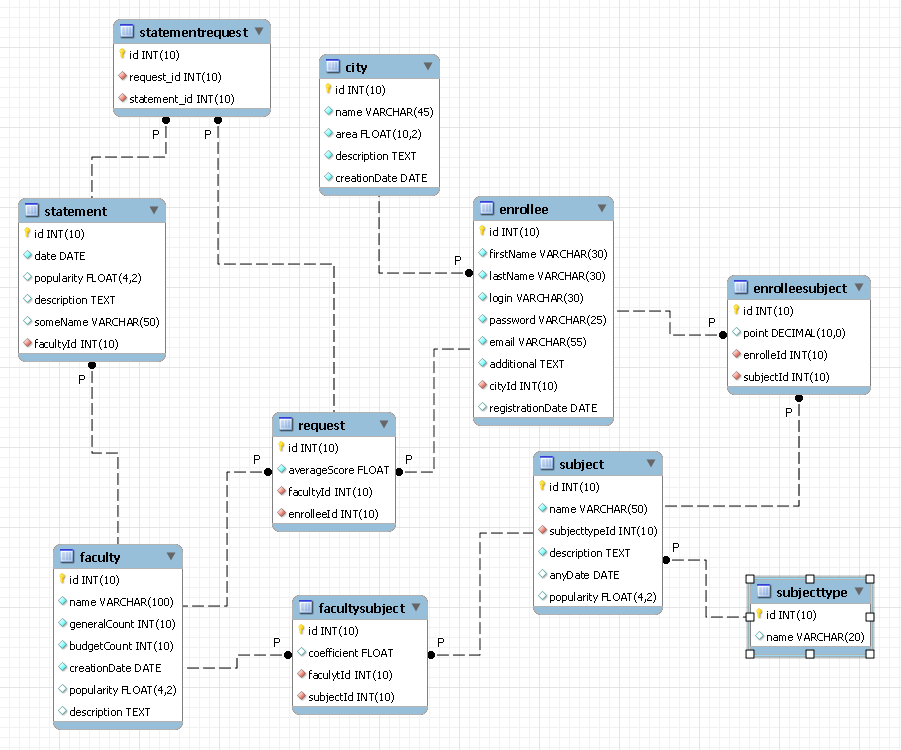 statementrequest
id INT(10)
request_id INT(10)
statement_id INT(10)
P
P
city
id INT(10)
name VARCHAR(45)
area FLOAT(10,2)
description TEXT
creationDate DATE
P
statement
id INT(10)
date DATE
popularity FLOAT(4,2)
description TEXT
someName VARCHAR(50)
facultyId INT(10)
P
enrollee
id INT(10)
firstName VARCHAR(30)
lastName VARCHAR(30)
login VARCHAR(30)
password VARCHAR(25)
email VARCHAR(55)
additional TEXT
cityId INT(10)
registrationDate DATE
P
enrolleesubject
id INT(10)
point DECIMAL(10,0)
enrolleId INT(10)
subjectId INT(10)
P
request
id INT(10)
averageScore FLOAT
facultyId INT(10)
enrolleeId INT(10)
P
P
subject
id INT(10)
name VARCHAR(50)
subjecttypeId INT(10)
description TEXT
anyDate DATE
popularity FLOAT(4,2)
P
faculty
id INT(10)
name VARCHAR(100)
generalCount INT(10)
budgetCount INT(10)
creationDate DATE
popularity FLOAT(4,2)
description TEXT
P
facultysubject
id INT(10)
coefficient FLOAT
faculytId INT(10)
subjectId INT(10)
P
subjecttype
id INT(10)
name VARCHAR(20)